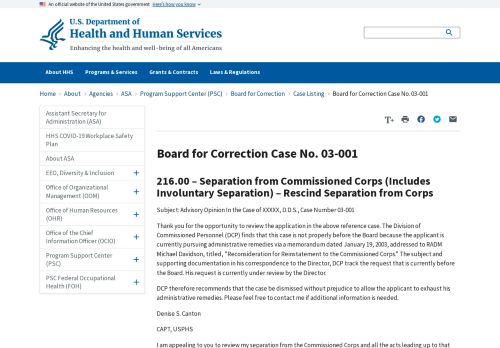 An official website of the United States government Here's how you know
U.S. Department of
Health and Human Services
Enhancing the health and well-being of all Americans
About HHS Programs & Services Grants & Contracts Laws & Regulations
Home > About > Agencies > ASA > Program Support Center (PSC) > Board for Correction > Case Listing > Board for Correction Case No. 03-001
Assistant Secretary for
Administration (ASA)
HHS COVID-19 Workplace Safety
Plan
About ASA
EEO, Diversity & Inclusion +
Office of Organizational
Management (OOM) +
Office of Human Resources
(OHR) +
Office of the Chief
Information Officer (OCIO) +
Program Support Center
(PSC) +
PSC Federal Occupational
Health (FOH) +
T+
Board for Correction Case No. 03-001
216.00 – Separation from Commissioned Corps (Includes
Involuntary Separation) – Rescind Separation from Corps
Subject: Advisory Opinion In the Case of XXXXX, D.D.S., Case Number 03-001
Thank you for the opportunity to review the application in the above reference case. The Division of
Commissioned Personnel (DCP) finds that this case is not properly before the Board because the applicant is
currently pursuing administrative remedies via a memorandum dated January 19, 2003, addressed to RADM
Michael Davidson, titled, "Reconsideration for Reinstatement to the Commissioned Corps." The subject and
supporting documentation in his correspondence to the Director, DCP track the request that is currently before
the Board. His request is currently under review by the Director.
DCP therefore recommends that the case be dismissed without prejudice to allow the applicant to exhaust his
administrative remedies. Please feel free to contact me if additional information is needed.
Denise S. Canton
CAPT, USPHS
I am appealing to you to review my separation from the Commissioned Corps and all the acts leading up to that